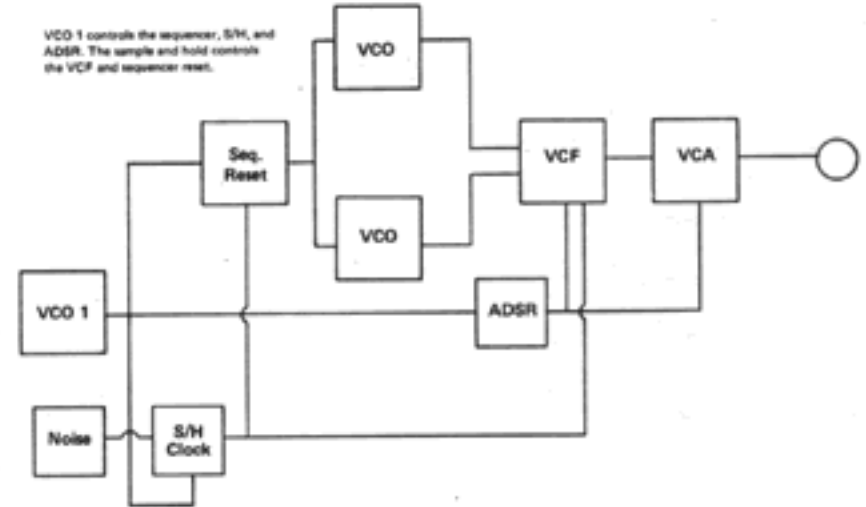 VCO 1 controls the sequencer, S/H, and
ADSR. The sample and hold controls
the VCF and sequencer reset.
VCO
Seq.
Reset
VCF
VCA
VCO
VCO 1
ADSR
Noise
S/H
Clock